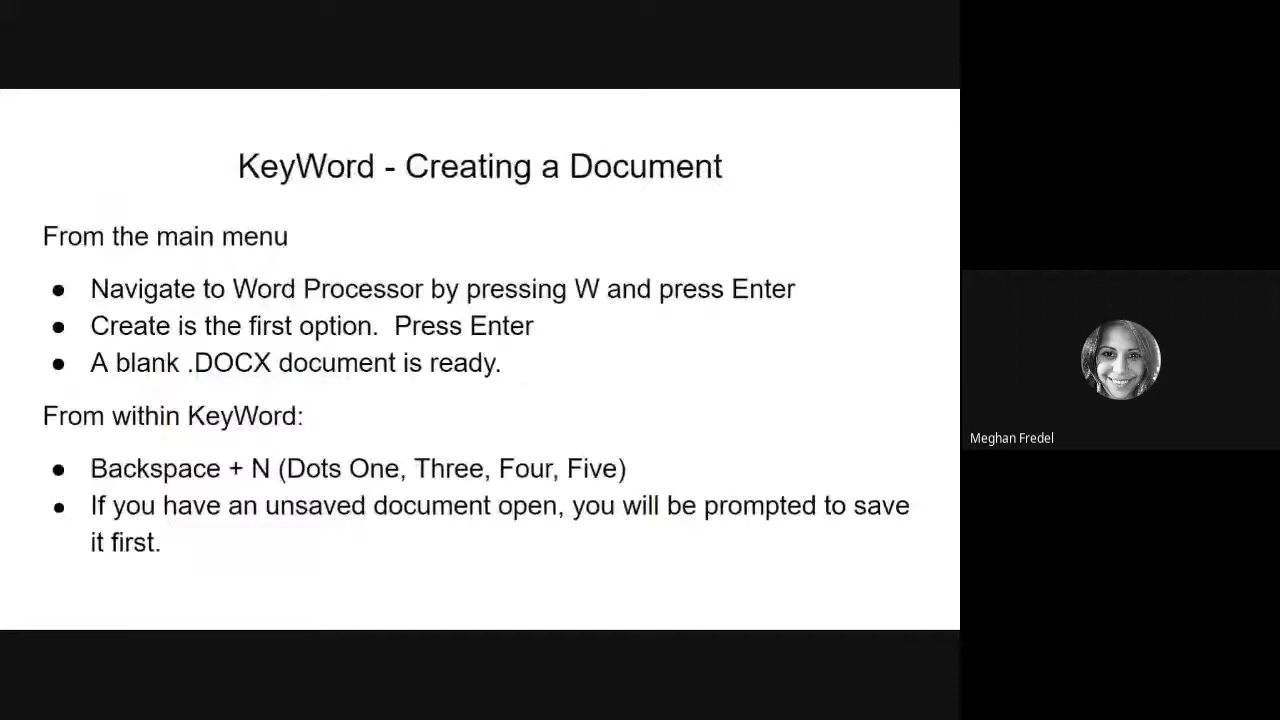 KeyWord - Creating a Document
From the main menu
● Navigate to Word Processor by pressing W and press Enter
● Create is the first option.  Press Enter
● A blank .DOCX document is ready.
From within KeyWord:
● Backspace + N (Dots One, Three, Four, Five)
● If you have an unsaved document open, you will be prompted to save
it first.
Meghan Fredel